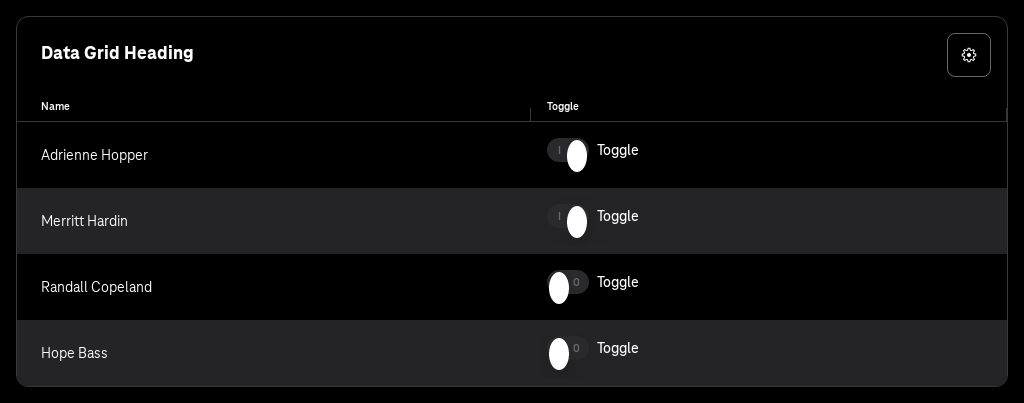 Data Grid Heading
Name Toggle
Adrienne Hopper I Toggle
Merritt Hardin I Toggle
Randall Copeland 0 Toggle
Hope Bass 0 Toggle